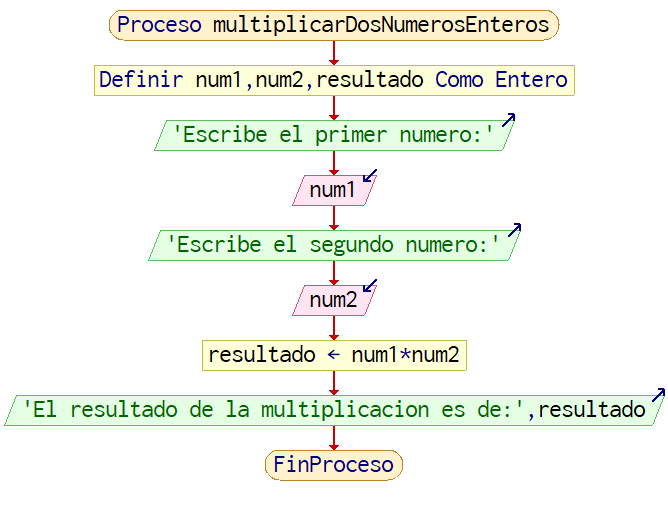 Proceso multiplicarDosNumerosEnteros
Definir num1,num2,resultado Como Entero
'Escribe el primer numero:'
num1
'Escribe el segundo numero:'
num2
resultado ← num1*num2
'El resultado de la multiplicacion es de:',resultado
FinProceso